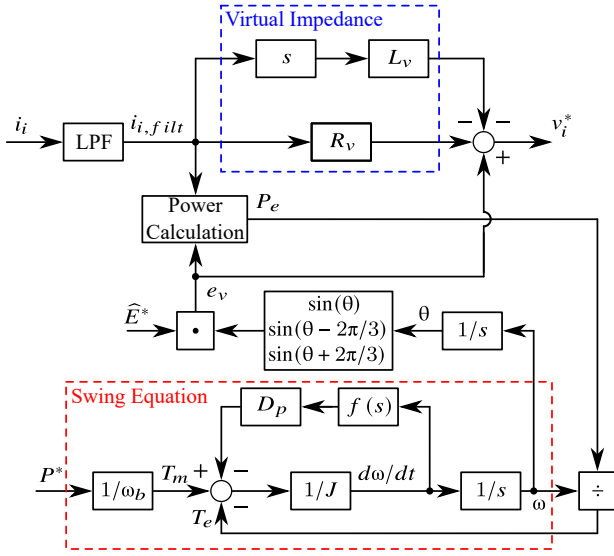 Virtual Impedance
s
L_v
i_i
LPF
i_{i,filt}
R_v
− −
+
v_i^*
Power
Calculation
P_e
e_v
Ê^*
·
sin(θ)
sin(θ − 2π/3)
sin(θ + 2π/3)
θ
1/s
Swing Equation
D_p
f(s)
P^*
1/ω_b
T_m
+ −
−
T_e
1/J
dω/dt
1/s
ω
÷